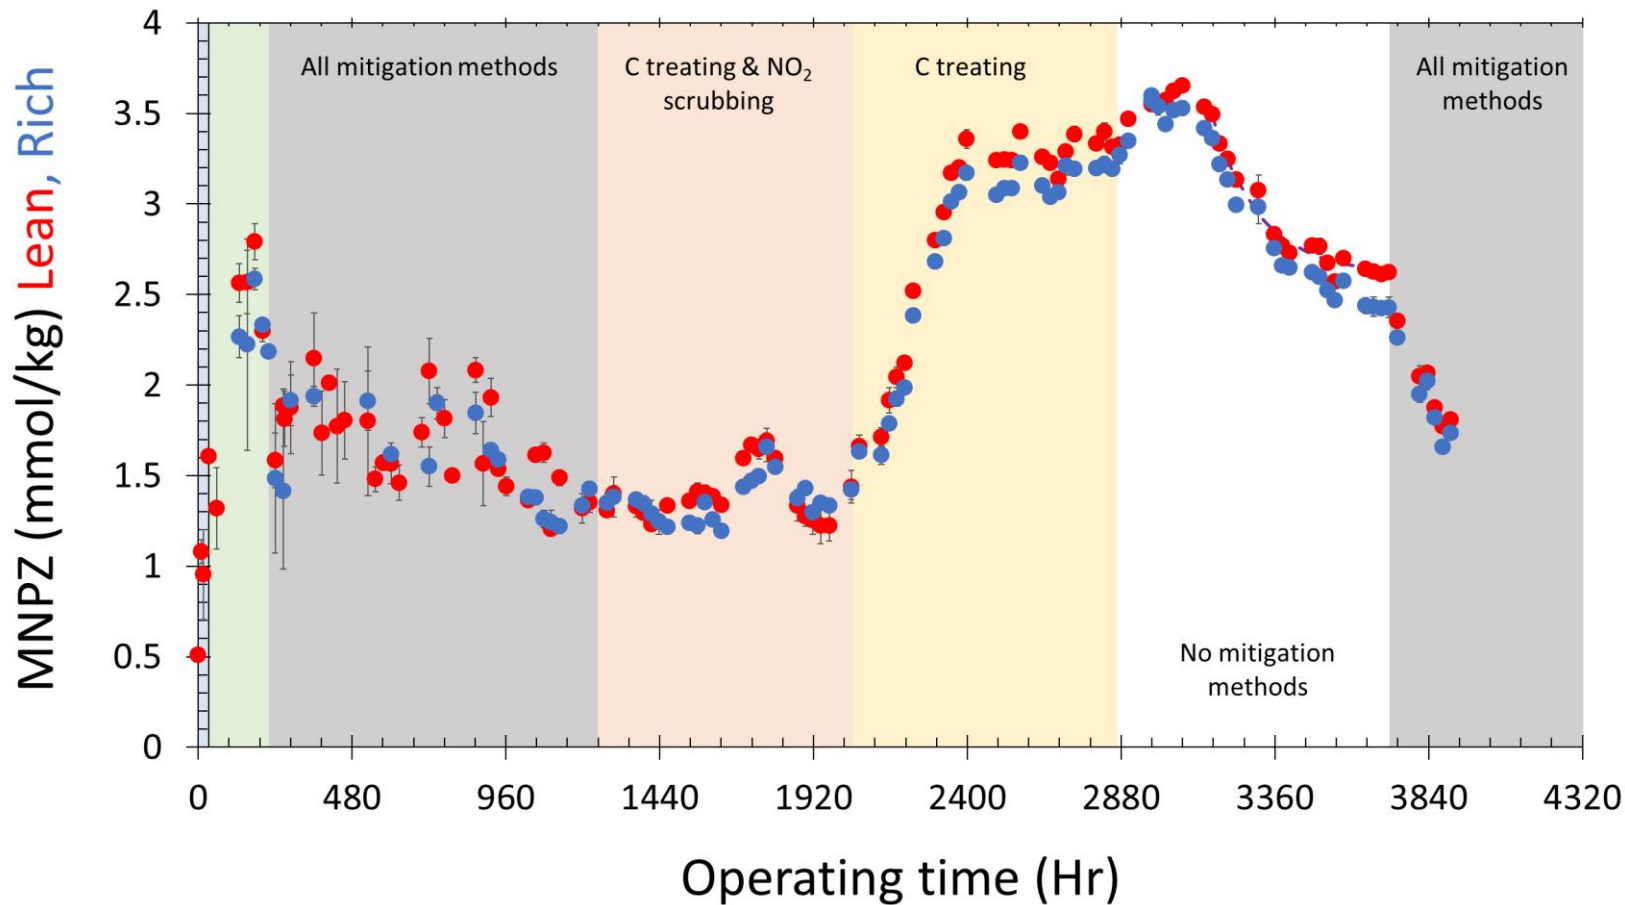 MNPZ (mmol/kg) Lean, Rich
4
3.5
3
2.5
2
1.5
1
0.5
0
All mitigation methods
C treating & NO₂
scrubbing
C treating
No mitigation
methods
All mitigation
methods
0 480 960 1440 1920 2400 2880 3360 3840 4320
Operating time (Hr)